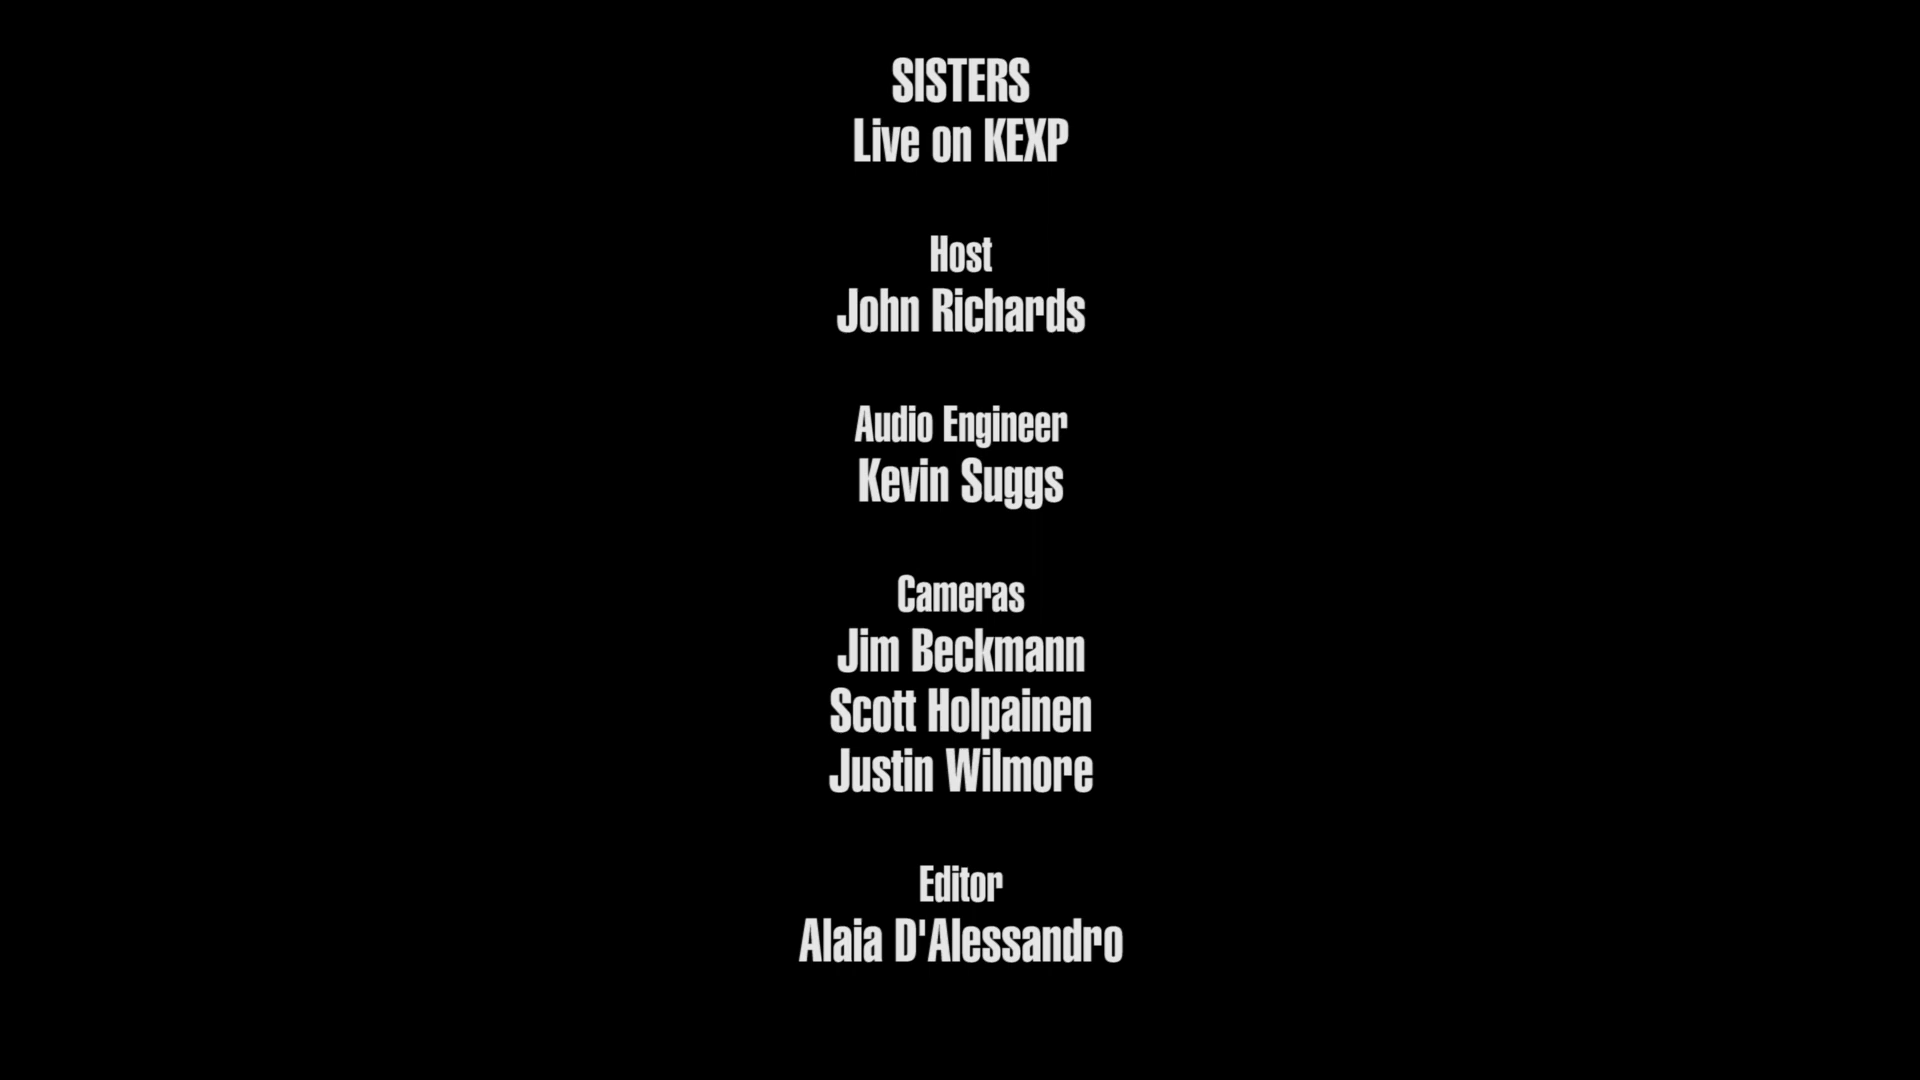 SISTERS
Live on KEXP
Host
John Richards
Audio Engineer
Kevin Suggs
Cameras
Jim Beckmann
Scott Holpainen
Justin Wilmore
Editor
Alaia D'Alessandro